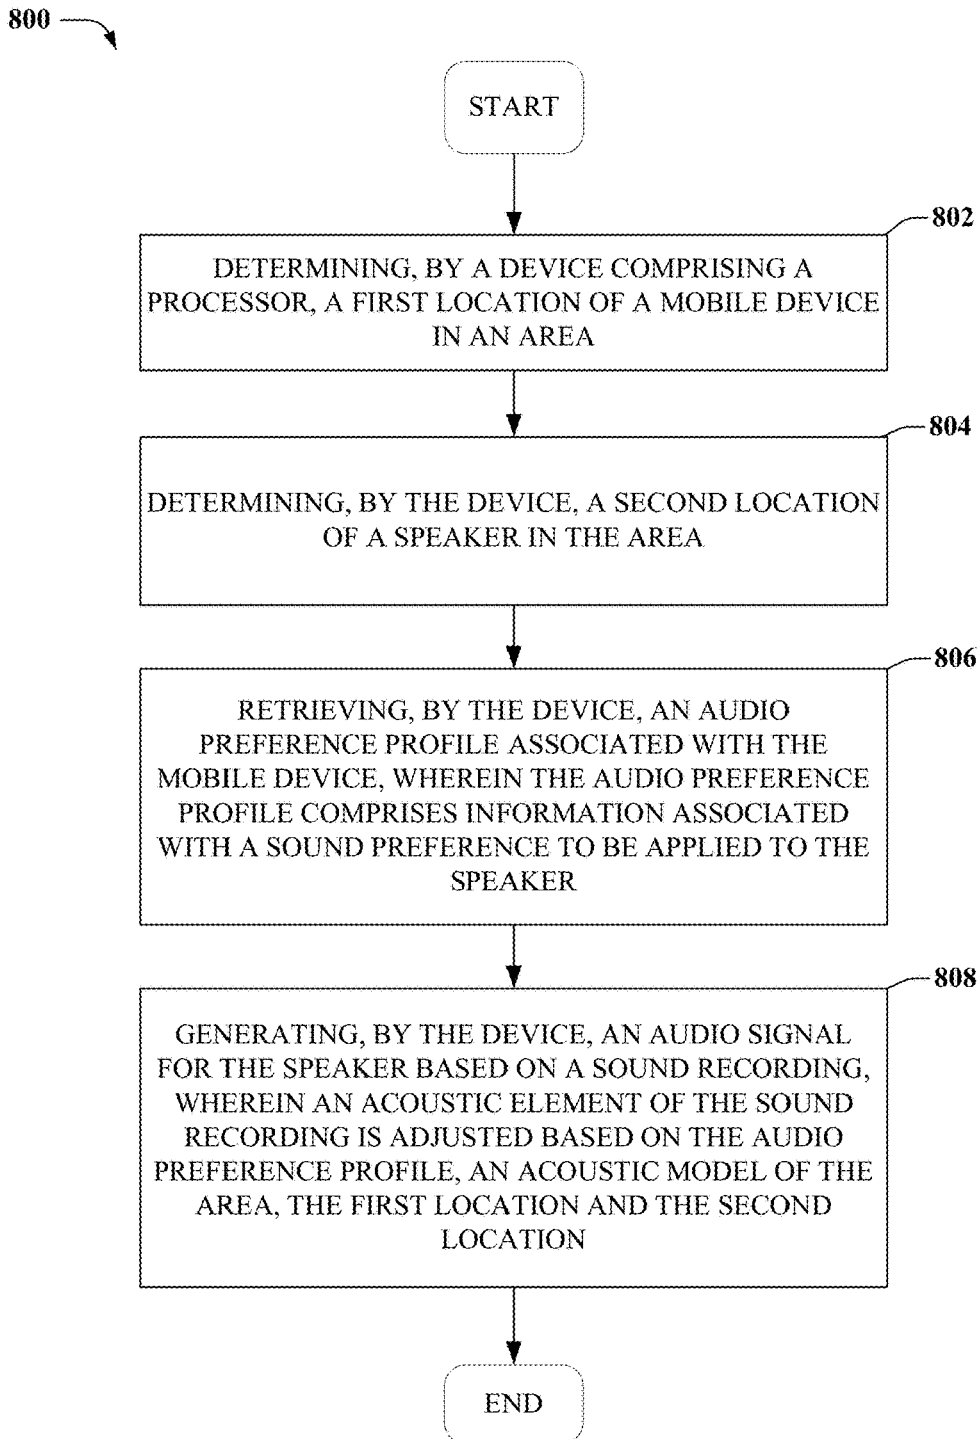 800
START
802
DETERMINING, BY A DEVICE COMPRISING A
PROCESSOR, A FIRST LOCATION OF A MOBILE DEVICE
IN AN AREA
804
DETERMINING, BY THE DEVICE, A SECOND LOCATION
OF A SPEAKER IN THE AREA
806
RETRIEVING, BY THE DEVICE, AN AUDIO
PREFERENCE PROFILE ASSOCIATED WITH THE
MOBILE DEVICE, WHEREIN THE AUDIO PREFERENCE
PROFILE COMPRISES INFORMATION ASSOCIATED
WITH A SOUND PREFERENCE TO BE APPLIED TO THE
SPEAKER
808
GENERATING, BY THE DEVICE, AN AUDIO SIGNAL
FOR THE SPEAKER BASED ON A SOUND RECORDING,
WHEREIN AN ACOUSTIC ELEMENT OF THE SOUND
RECORDING IS ADJUSTED BASED ON THE AUDIO
PREFERENCE PROFILE, AN ACOUSTIC MODEL OF THE
AREA, THE FIRST LOCATION AND THE SECOND
LOCATION
END